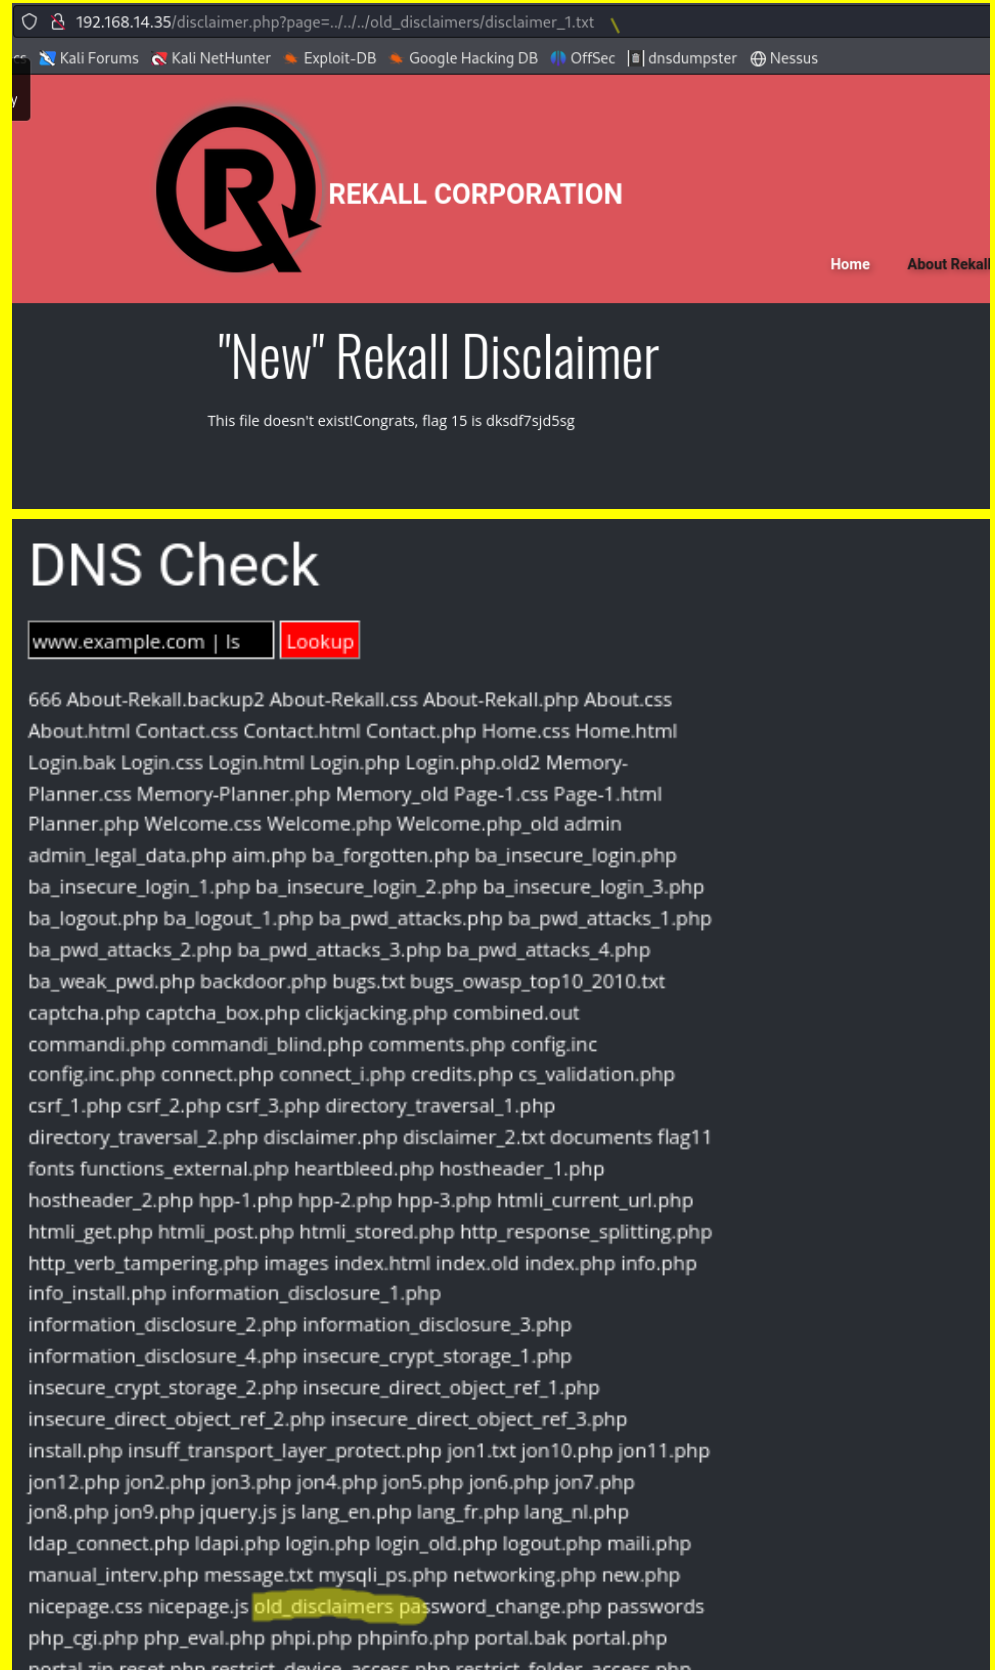 192.168.14.35/disclaimer.php?page=../../../old_disclaimers/disclaimer_1.txt
Kali Forums Kali NetHunter Exploit-DB Google Hacking DB OffSec dnsdumpster Nessus
y
R
REKALL CORPORATION
Home About Rekall
"New" Rekall Disclaimer
This file doesn't exist!Congrats, flag 15 is dksdf7sjd5sg
DNS Check
www.example.com | ls Lookup
666 About-Rekall.backup2 About-Rekall.css About-Rekall.php About.css
About.html Contact.css Contact.html Contact.php Home.css Home.html
Login.bak Login.css Login.html Login.php Login.php.old2 Memory-
Planner.css Memory-Planner.php Memory_old Page-1.css Page-1.html
Planner.php Welcome.css Welcome.php Welcome.php_old admin
admin_legal_data.php aim.php ba_forgotten.php ba_insecure_login.php
ba_insecure_login_1.php ba_insecure_login_2.php ba_insecure_login_3.php
ba_logout.php ba_logout_1.php ba_pwd_attacks.php ba_pwd_attacks_1.php
ba_pwd_attacks_2.php ba_pwd_attacks_3.php ba_pwd_attacks_4.php
ba_weak_pwd.php backdoor.php bugs.txt bugs_owasp_top10_2010.txt
captcha.php captcha_box.php clickjacking.php combined.out
commandi.php commandi_blind.php comments.php config.inc
config.inc.php connect.php connect_i.php credits.php cs_validation.php
csrf_1.php csrf_2.php csrf_3.php directory_traversal_1.php
directory_traversal_2.php disclaimer.php disclaimer_2.txt documents flag11
fonts functions_external.php heartbleed.php hostheader_1.php
hostheader_2.php hpp-1.php hpp-2.php hpp-3.php htmli_current_url.php
htmli_get.php htmli_post.php htmli_stored.php http_response_splitting.php
http_verb_tampering.php images index.html index.old index.php info.php
info_install.php information_disclosure_1.php
information_disclosure_2.php information_disclosure_3.php
information_disclosure_4.php insecure_crypt_storage_1.php
insecure_crypt_storage_2.php insecure_direct_object_ref_1.php
insecure_direct_object_ref_2.php insecure_direct_object_ref_3.php
install.php insuff_transport_layer_protect.php jon1.txt jon10.php jon11.php
jon12.php jon2.php jon3.php jon4.php jon5.php jon6.php jon7.php
jon8.php jon9.php jquery.js js lang_en.php lang_fr.php lang_nl.php
ldap_connect.php ldapi.php login.php login_old.php logout.php maili.php
manual_interv.php message.txt mysqli_ps.php networking.php new.php
nicepage.css nicepage.js old_disclaimers password_change.php passwords
php_cgi.php php_eval.php phpi.php phpinfo.php portal.bak portal.php
portal.zip reset.php restrict_device_access.php restrict_folder_access.php